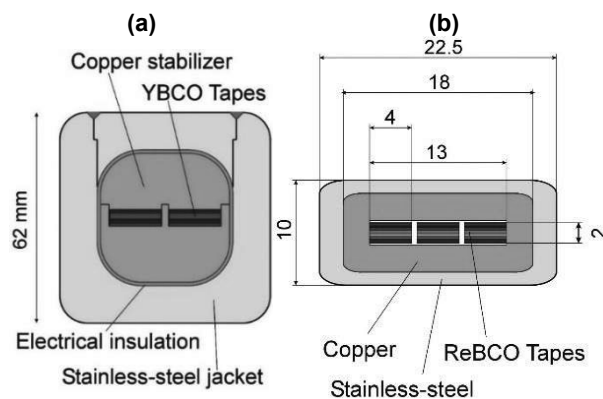 (a)
Copper stabilizer
YBCO Tapes
62 mm
Electrical insulation
Stainless-steel jacket
(b)
22.5
18
4
13
10
2
Copper
ReBCO Tapes
Stainless-steel